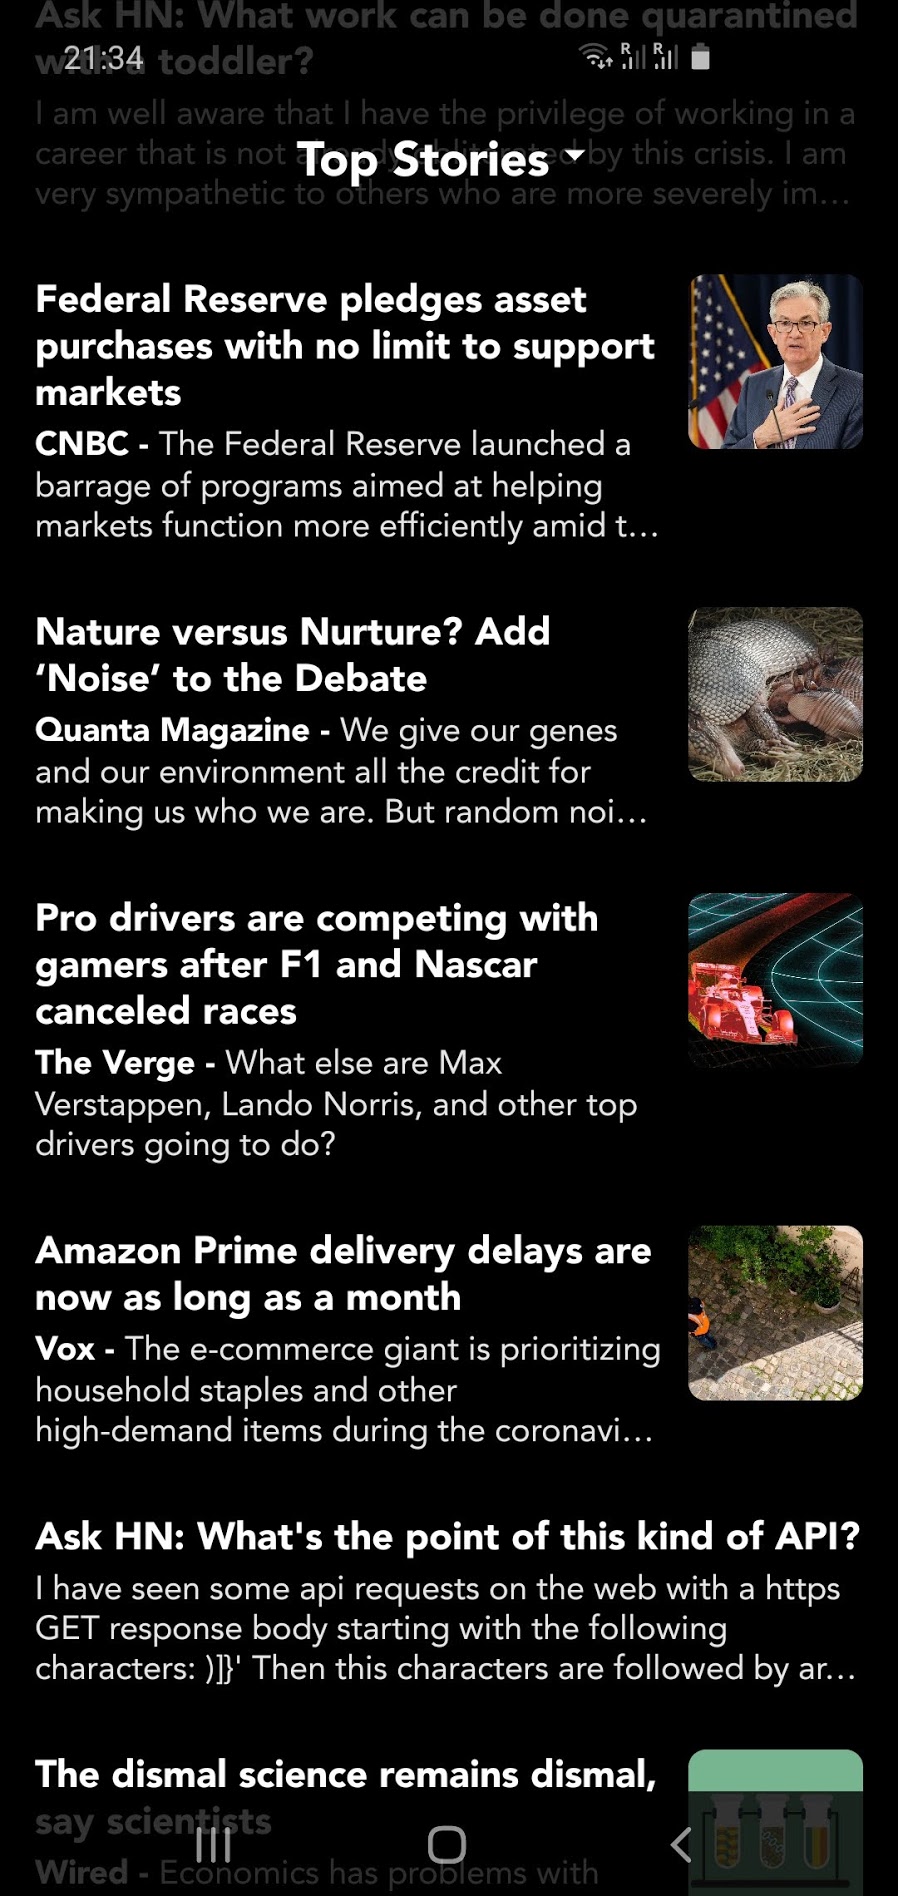 Ask HN: What work can be done quarantined
with a toddler?
21:34
I am well aware that I have the privilege of working in a
career that is not already obliterated by this crisis. I am
very sympathetic to others who are more severely im...
Top Stories
Federal Reserve pledges asset
purchases with no limit to support
markets
CNBC - The Federal Reserve launched a
barrage of programs aimed at helping
markets function more efficiently amid t...
Nature versus Nurture? Add
‘Noise’ to the Debate
Quanta Magazine - We give our genes
and our environment all the credit for
making us who we are. But random noi...
Pro drivers are competing with
gamers after F1 and Nascar
canceled races
The Verge - What else are Max
Verstappen, Lando Norris, and other top
drivers going to do?
Amazon Prime delivery delays are
now as long as a month
Vox - The e-commerce giant is prioritizing
household staples and other
high-demand items during the coronavi...
Ask HN: What's the point of this kind of API?
I have seen some api requests on the web with a https
GET response body starting with the following
characters: )]}' Then this characters are followed by ar...
The dismal science remains dismal,
say scientists
Wired - Economics has problems with